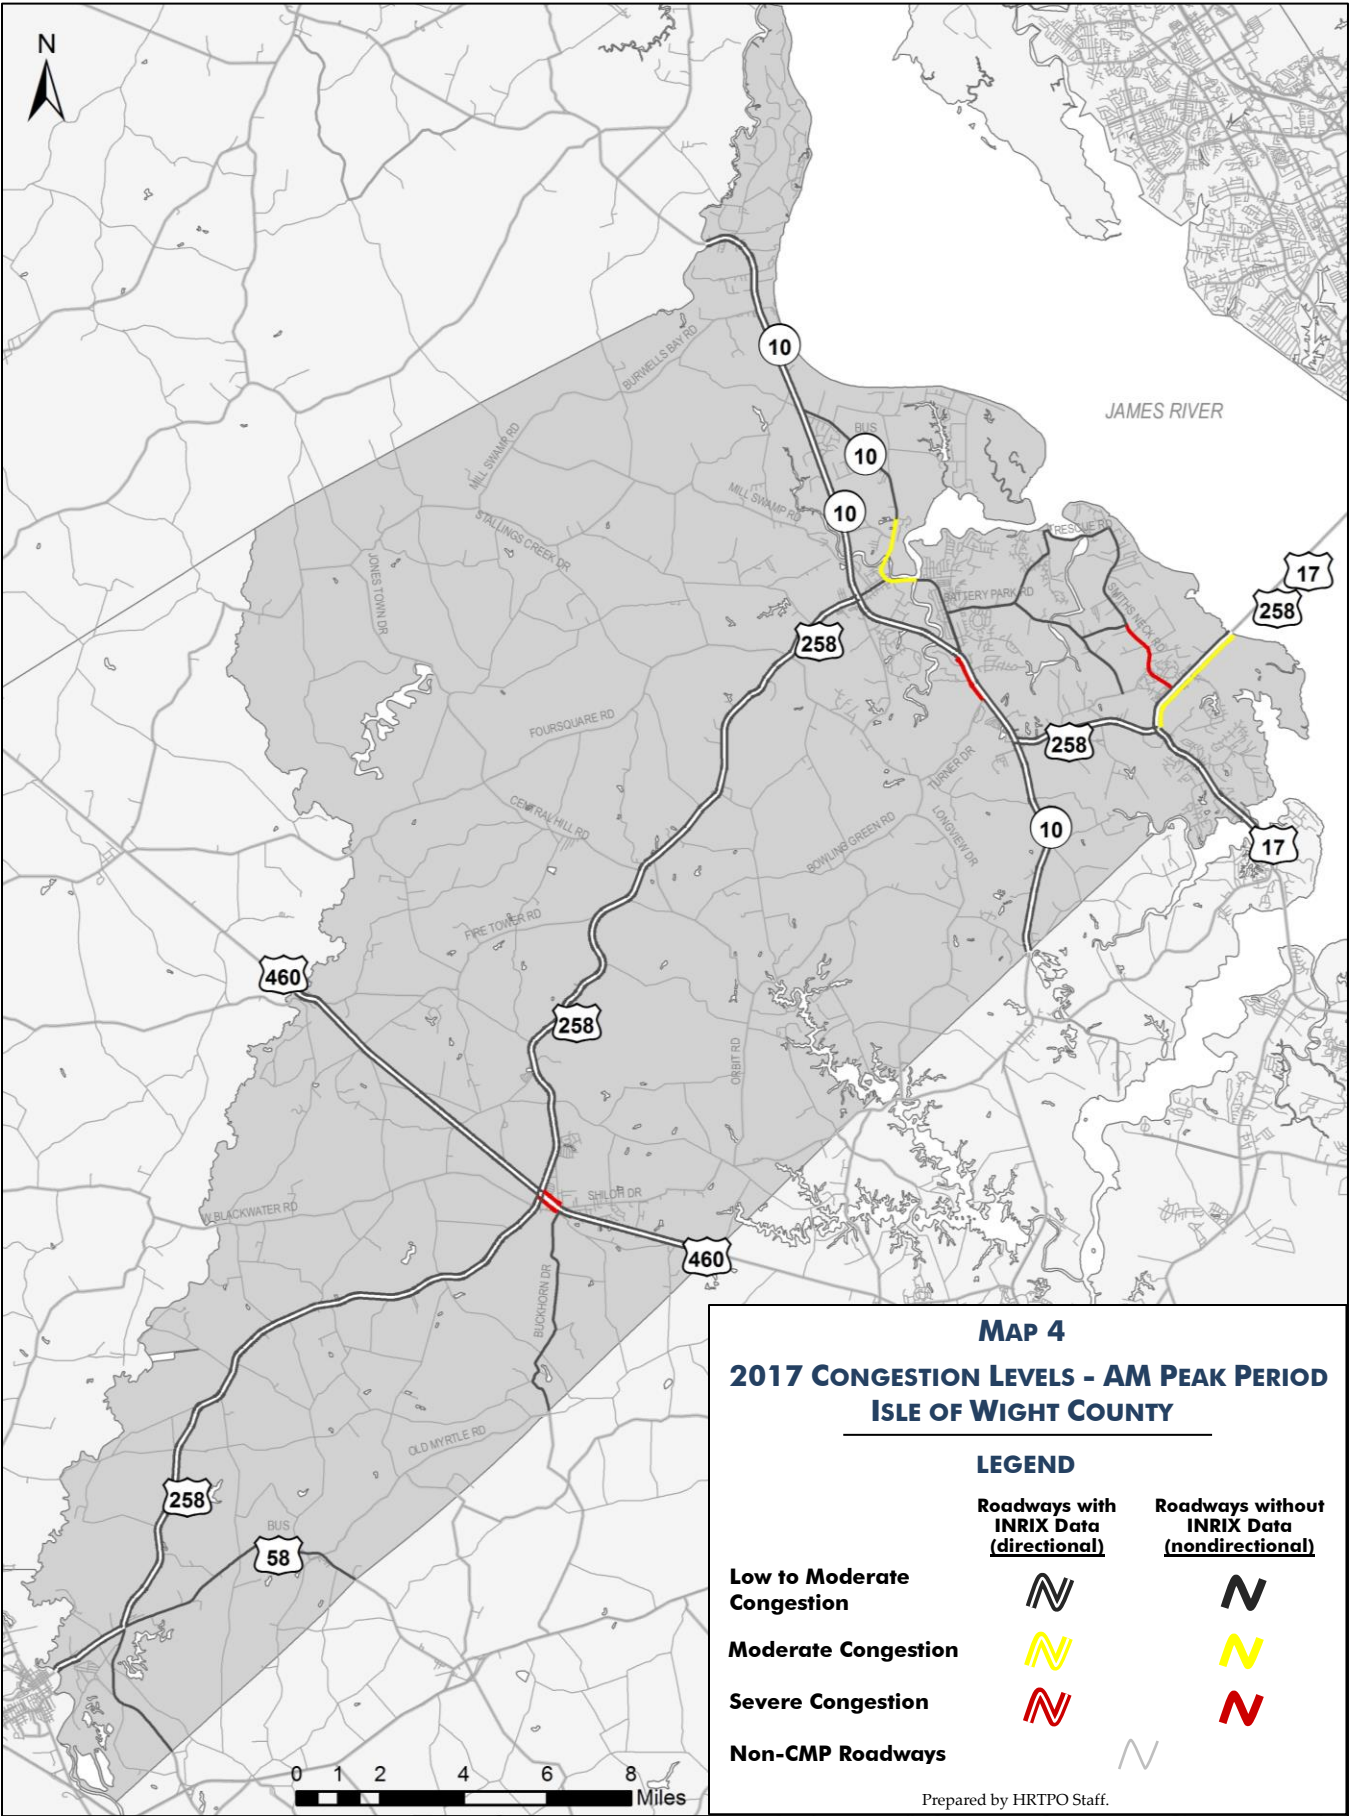 N
10
BURWELLS BAY RD
JAMES RIVER
BUS
10
MILL SWAMP RD
MILL SWAMP RD
10
STALLINGS CREEK DR
RESCUE RD
JONES TOWN DR
17
258
BATTERY PARK RD
SMITHS NECK RD
258
FOURSQUARE RD
258
TURNER DR
CENTRAL HILL RD
LONGVIEW DR
10
BOWLING GREEN RD
17
FIRE TOWER RD
460
258
ORBIT RD
SHILOH DR
W BLACKWATER RD
460
BUCKHORN DR
OLD MYRTLE RD
258
BUS
58
0 1 2 4 6 8
Miles
MAP 4
2017 CONGESTION LEVELS - AM PEAK PERIOD
ISLE OF WIGHT COUNTY
LEGEND
Roadways with INRIX Data (directional)
Roadways without INRIX Data (nondirectional)
Low to Moderate
Congestion
Moderate Congestion
Severe Congestion
Non-CMP Roadways
Prepared by HRTPO Staff.